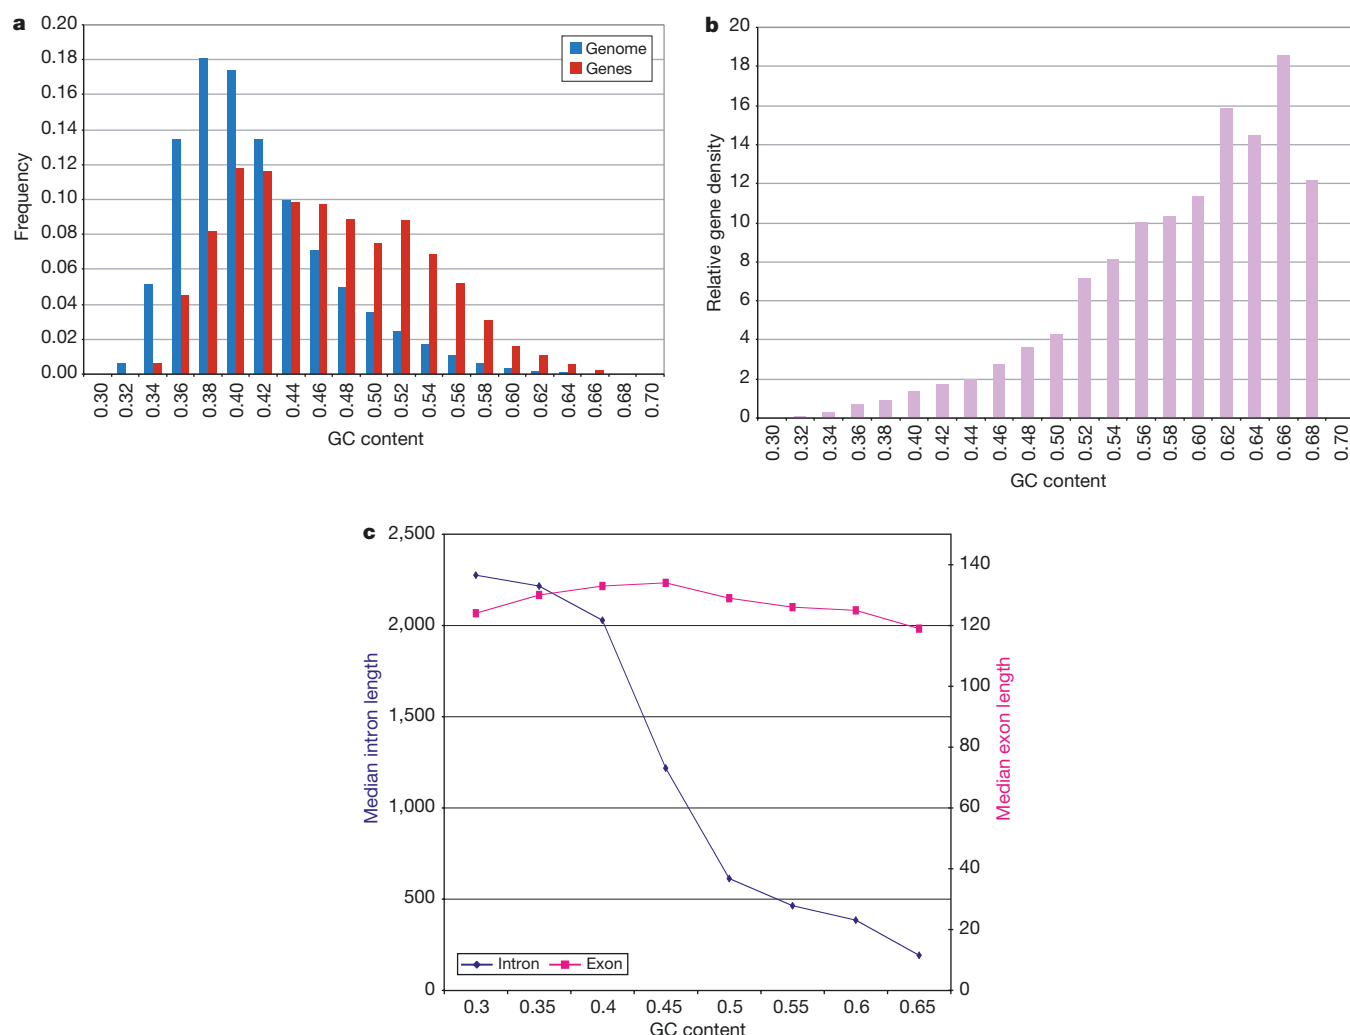 a
0.20
0.18
0.16
0.14
0.12
0.10
0.08
0.06
0.04
0.02
0.00
Frequency
Genome
Genes
0.30 0.32 0.34 0.36 0.38 0.40 0.42 0.44 0.46 0.48 0.50 0.52 0.54 0.56 0.58 0.60 0.62 0.64 0.66 0.68 0.70
GC content
b
20
18
16
14
12
10
8
6
4
2
0
Relative gene density
0.30 0.32 0.34 0.36 0.38 0.40 0.42 0.44 0.46 0.48 0.50 0.52 0.54 0.56 0.58 0.60 0.62 0.64 0.66 0.68 0.70
GC content
c
2,500
2,000
1,500
1,000
500
0
Median intron length
140
120
100
80
60
40
20
0
Median exon length
Intron Exon
0.3 0.35 0.4 0.45 0.5 0.55 0.6 0.65
GC content